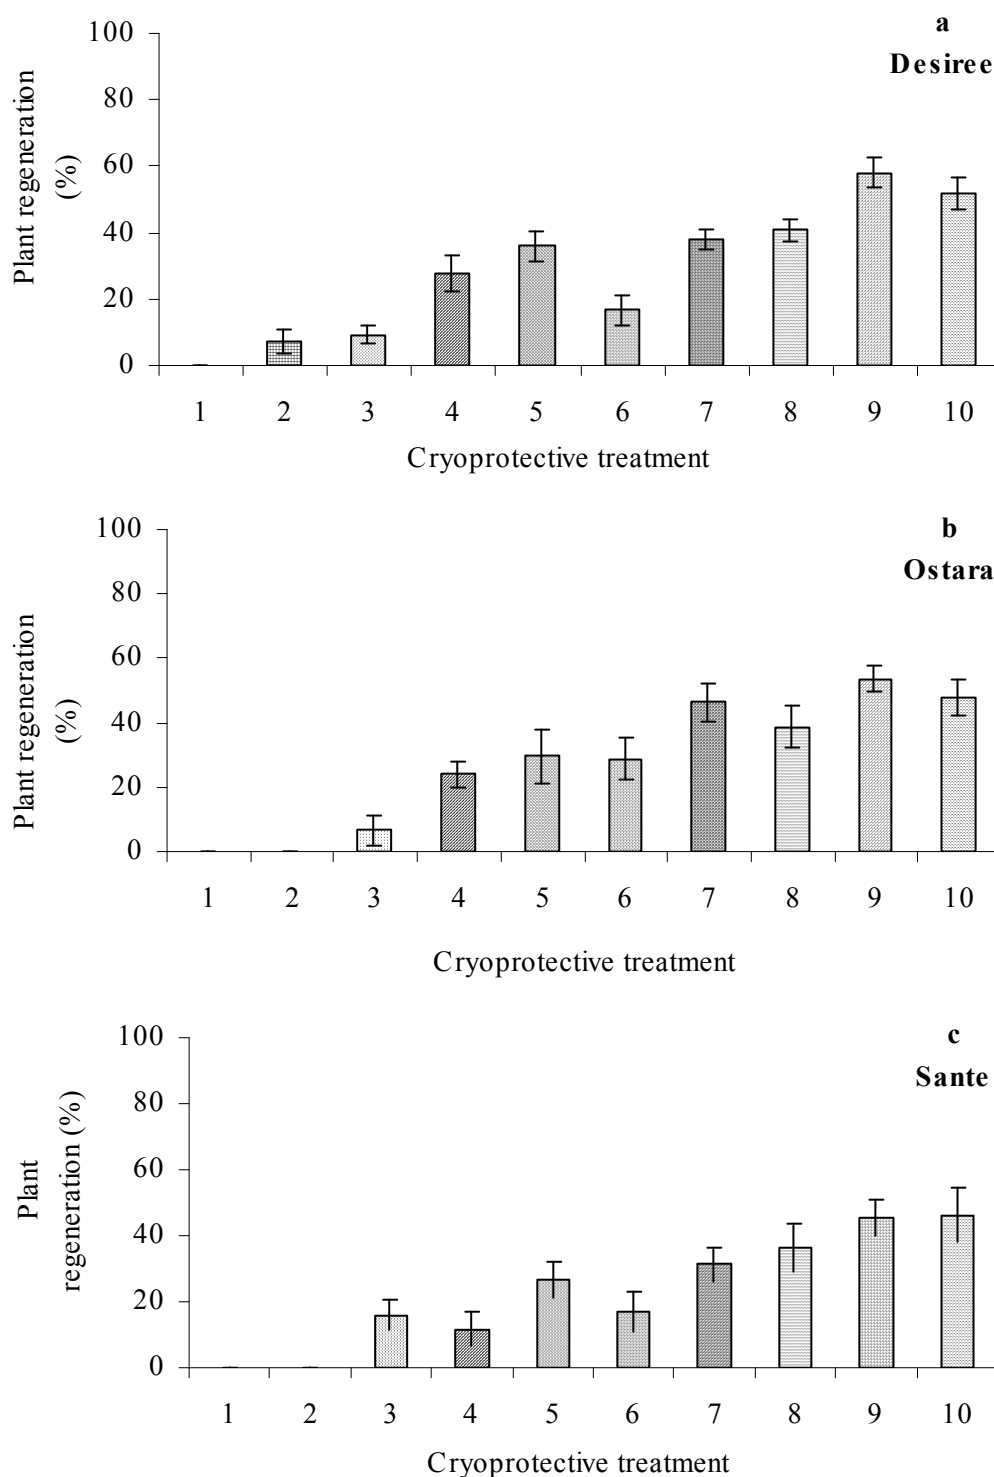 a
Desiree
Plant regeneration
(%)
100
80
60
40
20
0
1 2 3 4 5 6 7 8 9 10
Cryoprotective treatment
b
Ostara
Plant regeneration
(%)
100
80
60
40
20
0
1 2 3 4 5 6 7 8 9 10
Cryoprotective treatment
c
Sante
Plant
regeneration (%)
100
80
60
40
20
0
1 2 3 4 5 6 7 8 9 10
Cryoprotective treatment